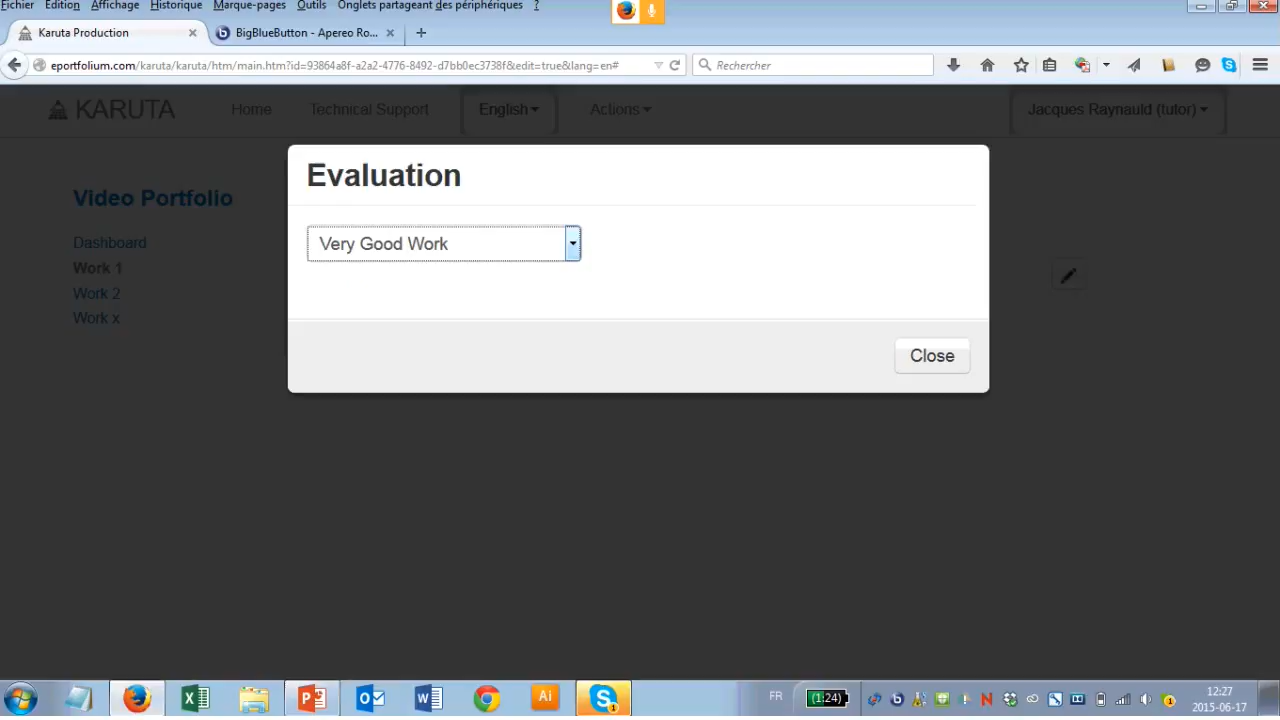 Fichier Edition Affichage Historique Marque-pages Outils Onglets partageant des périphériques ?
Karuta Production
BigBlueButton - Apereo Ro...
eportfolium.com/karuta/karuta/htm/main.htm?id=93864a8f-a2a2-4776-8492-d7bb0ec3738f&edit=true&lang=en#
Rechercher
KARUTA Home Technical Support English Actions Jacques Raynauld (tutor)
Evaluation
Video Portfolio
Very Good Work
Dashboard
Work 1
Work 2
Work x
Close
FR
(1:24)
12:27
2015-06-17